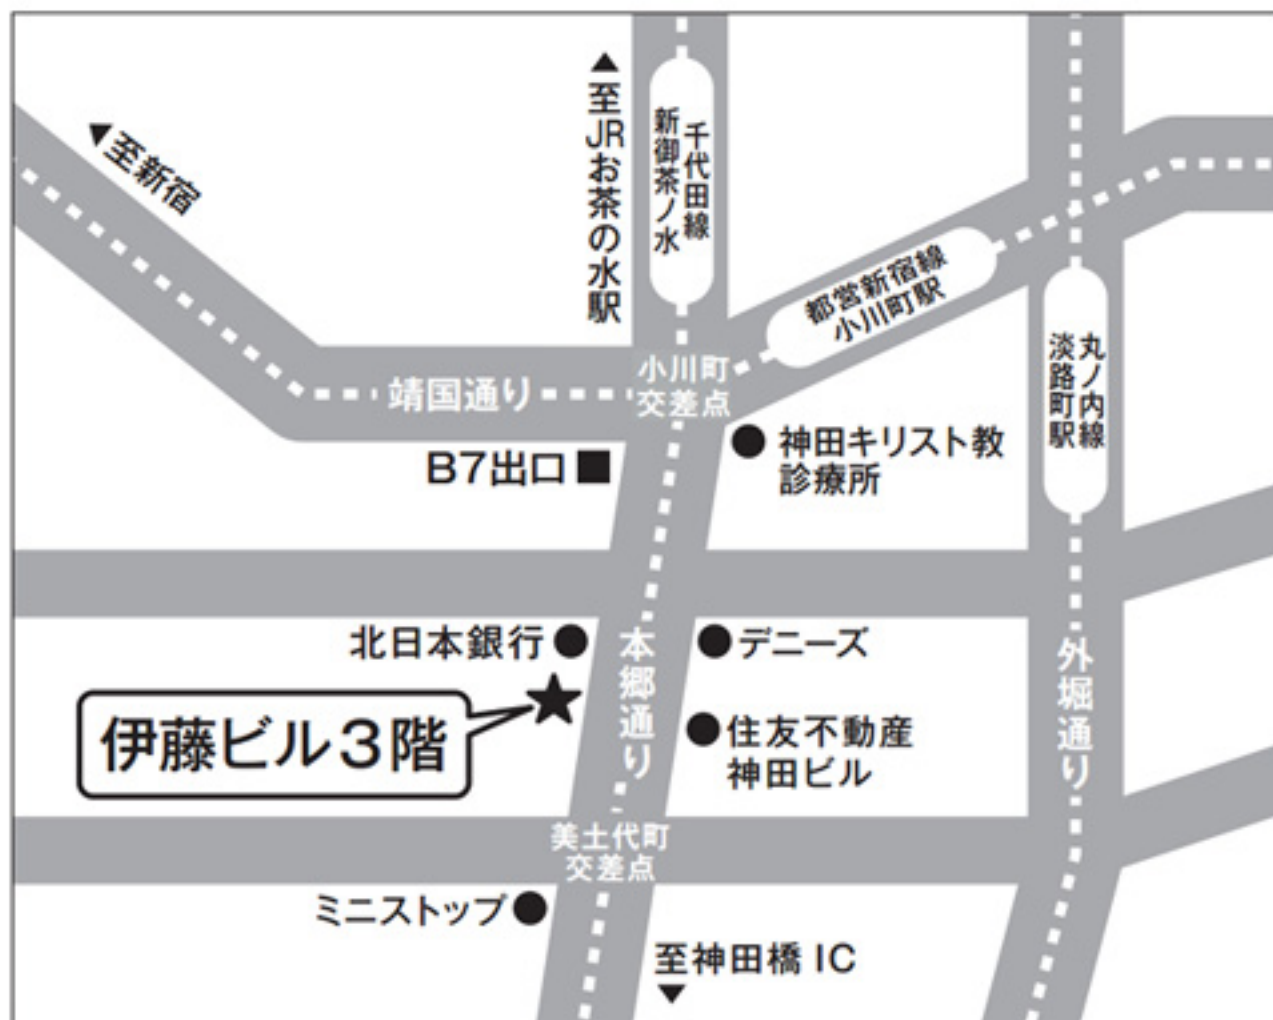 至新宿
至JRお茶の水駅
千代田線
新御茶ノ水
都営新宿線
小川町駅
丸ノ内線
淡路町駅
靖国通り
小川町
交差点
B7出口
神田キリスト教
診療所
北日本銀行
本郷通り
デニーズ
外堀通り
伊藤ビル3階
住友不動産
神田ビル
美土代町
交差点
ミニストップ
至神田橋IC